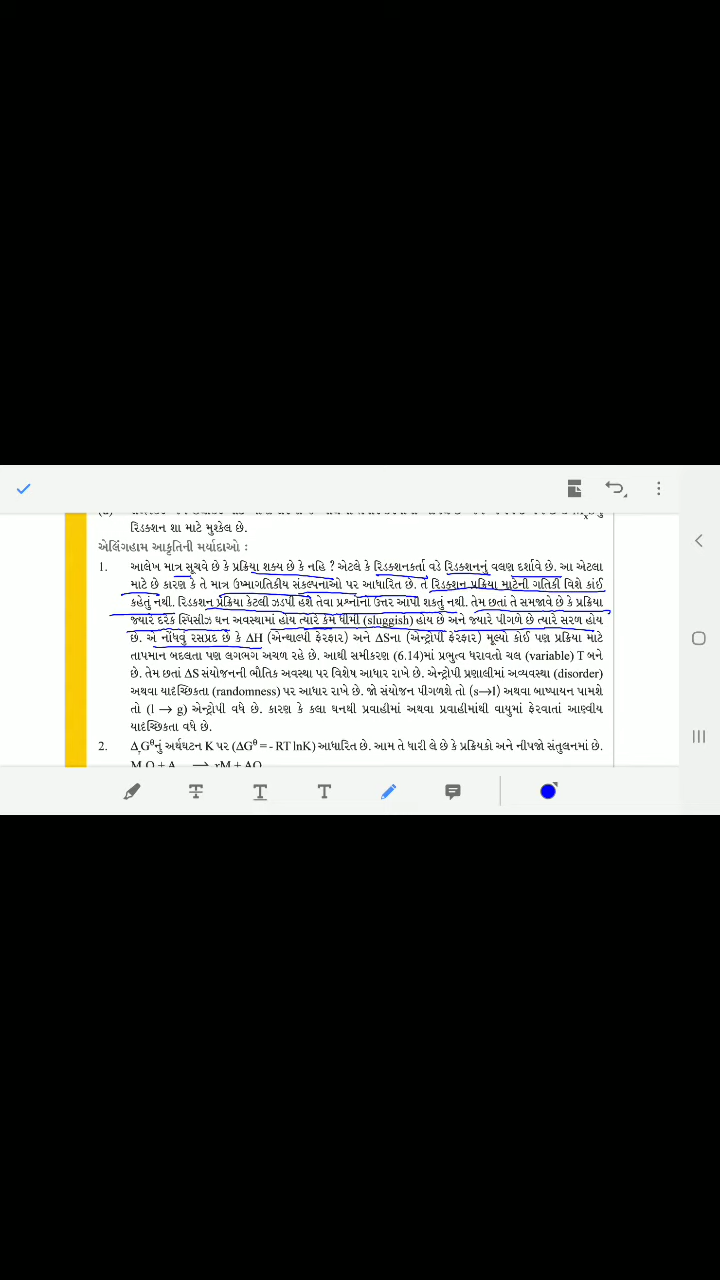 રિડક્શન શા માટે મુશ્કેલ છે.
એલિંગહામ આકૃતિની મર્યાદાઓ :
1. આલેખ માત્ર સૂચવે છે કે પ્રક્રિયા શક્ય છે કે નહિ ? એટલે કે રિડક્શનકર્તા વડે રિડક્શનનું વલણ દર્શાવે છે. આ એટલા
માટે છે કારણ કે તે માત્ર ઉષ્માગતિકીય સંકલ્પનાઓ પર આધારિત છે. તે રિડક્શન પ્રક્રિયા માટેની ગતિકી વિશે કાંઈ
કહેતું નથી. રિડક્શન પ્રક્રિયા કેટલી ઝડપી હશે તેવા પ્રશ્નોના ઉત્તર આપી શકતું નથી. તેમ છતાં તે સમજાવે છે કે પ્રક્રિયા
જ્યારે દરેક સ્પિસીઝ ઘન અવસ્થામાં હોય ત્યારે કેમ ધીમી (sluggish) હોય છે અને જ્યારે પીગળે છે ત્યારે સરળ હોય
છે. એ નોંધવું રસપ્રદ છે કે ΔH (એન્થાલ્પી ફેરફાર) અને ΔSના (એન્ટ્રોપી ફેરફાર) મૂલ્યો કોઈ પણ પ્રક્રિયા માટે
તાપમાન બદલતા પણ લગભગ અચળ રહે છે. આથી સમીકરણ (6.14)માં પ્રભુત્વ ધરાવતો ચલ (variable) T બને
છે. તેમ છતાં ΔS સંયોજનની ભૌતિક અવસ્થા પર વિશેષ આધાર રાખે છે. એન્ટ્રોપી પ્રણાલીમાં અવ્યવસ્થા (disorder)
અથવા યાદૃચ્છિકતા (randomness) પર આધાર રાખે છે. જો સંયોજન પીગળશે તો (s→l) અથવા બાષ્પાયન પામશે
તો (l → g) એન્ટ્રોપી વધે છે. કારણ કે કલા ઘનથી પ્રવાહીમાં અથવા પ્રવાહીમાંથી વાયુમાં ફેરવાતાં આણ્વીય
યાદૃચ્છિકતા વધે છે.
2. ΔᵣG⁰નું અર્થઘટન K પર (ΔG⁰ = - RT lnK) આધારિત છે. આમ તે ધારી લે છે કે પ્રક્રિયકો અને નીપજો સંતુલનમાં છે.